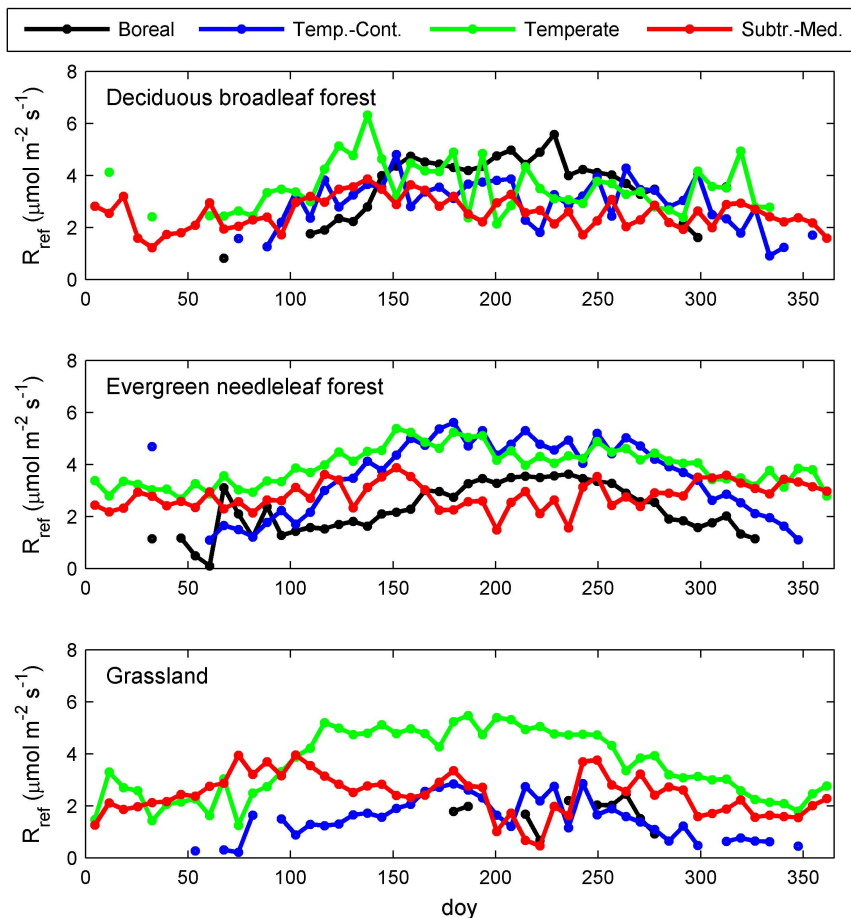 Boreal Temp.-Cont. Temperate Subtr.-Med.
8
6
4
2
0
R_ref (μmol m⁻² s⁻¹)
Deciduous broadleaf forest
0 50 100 150 200 250 300 350
8
6
4
2
0
R_ref (μmol m⁻² s⁻¹)
Evergreen needleleaf forest
0 50 100 150 200 250 300 350
8
6
4
2
0
R_ref (μmol m⁻² s⁻¹)
Grassland
0 50 100 150 200 250 300 350
doy